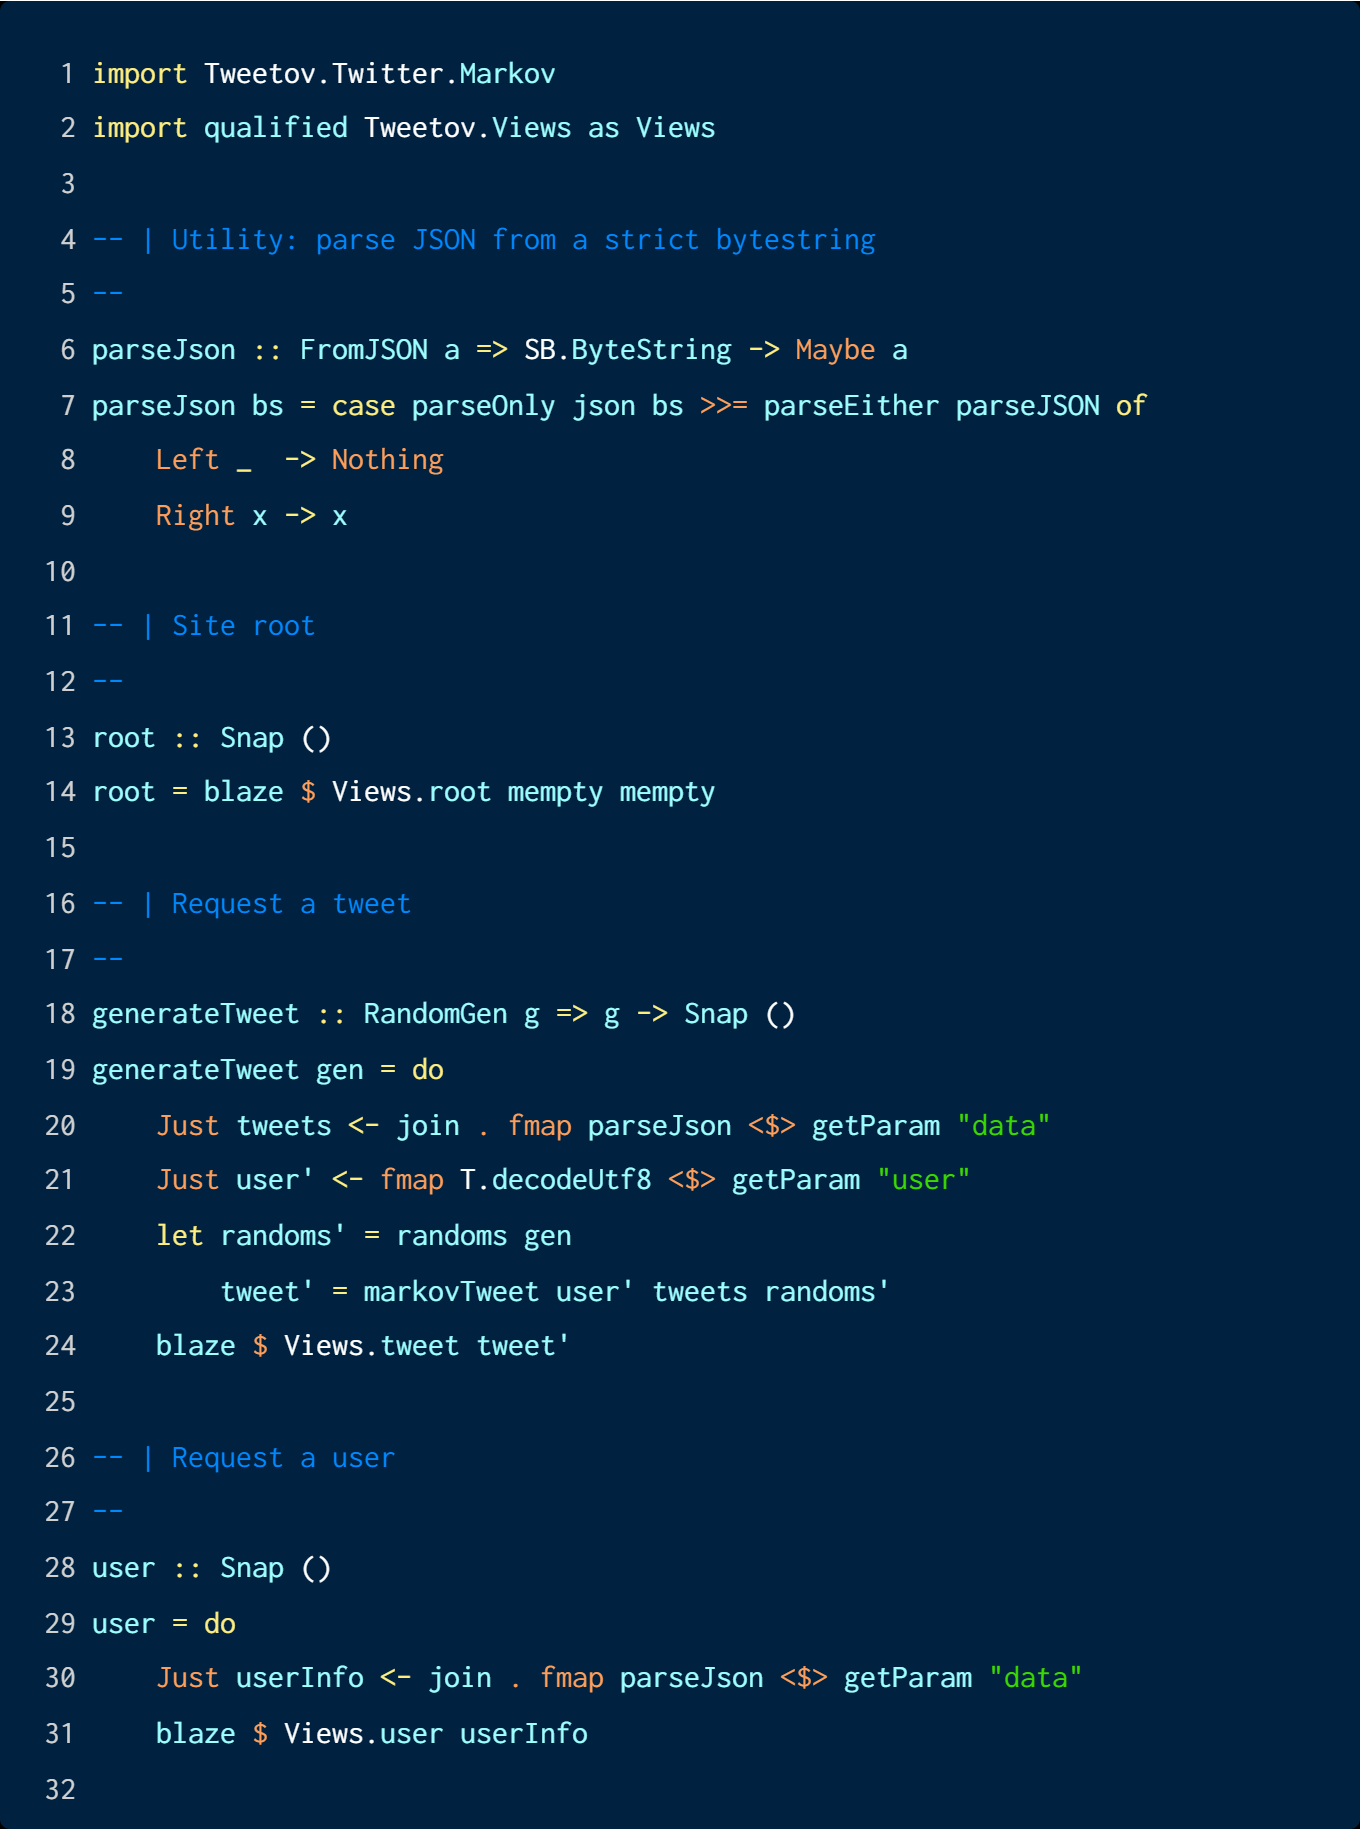 1 import Tweetov.Twitter.Markov
2 import qualified Tweetov.Views as Views
3
4 -- | Utility: parse JSON from a strict bytestring
5 --
6 parseJson :: FromJSON a => SB.ByteString -> Maybe a
7 parseJson bs = case parseOnly json bs >>= parseEither parseJSON of
8     Left _  -> Nothing
9     Right x -> x
10
11 -- | Site root
12 --
13 root :: Snap ()
14 root = blaze $ Views.root mempty mempty
15
16 -- | Request a tweet
17 --
18 generateTweet :: RandomGen g => g -> Snap ()
19 generateTweet gen = do
20     Just tweets <- join . fmap parseJson <$> getParam "data"
21     Just user' <- fmap T.decodeUtf8 <$> getParam "user"
22     let randoms' = randoms gen
23         tweet' = markovTweet user' tweets randoms'
24     blaze $ Views.tweet tweet'
25
26 -- | Request a user
27 --
28 user :: Snap ()
29 user = do
30     Just userInfo <- join . fmap parseJson <$> getParam "data"
31     blaze $ Views.user userInfo
32